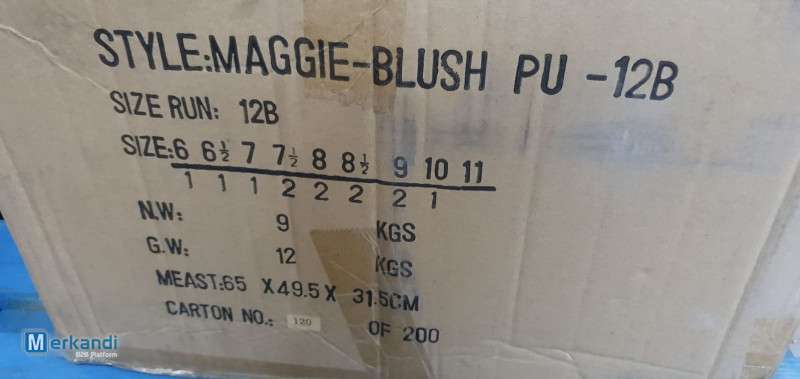 STYLE:MAGGIE-BLUSH PU -12B
SIZE RUN: 12B
SIZE:6 6½ 7 7½ 8 8½ 9 10 11
1 1 1 2 2 2 2 1
N.W: 9 KGS
G.W: 12 KGS
MEAST:65 X49.5X 31.5CM
CARTON NO.: 120 OF 200
Merkandi
B2B Platform